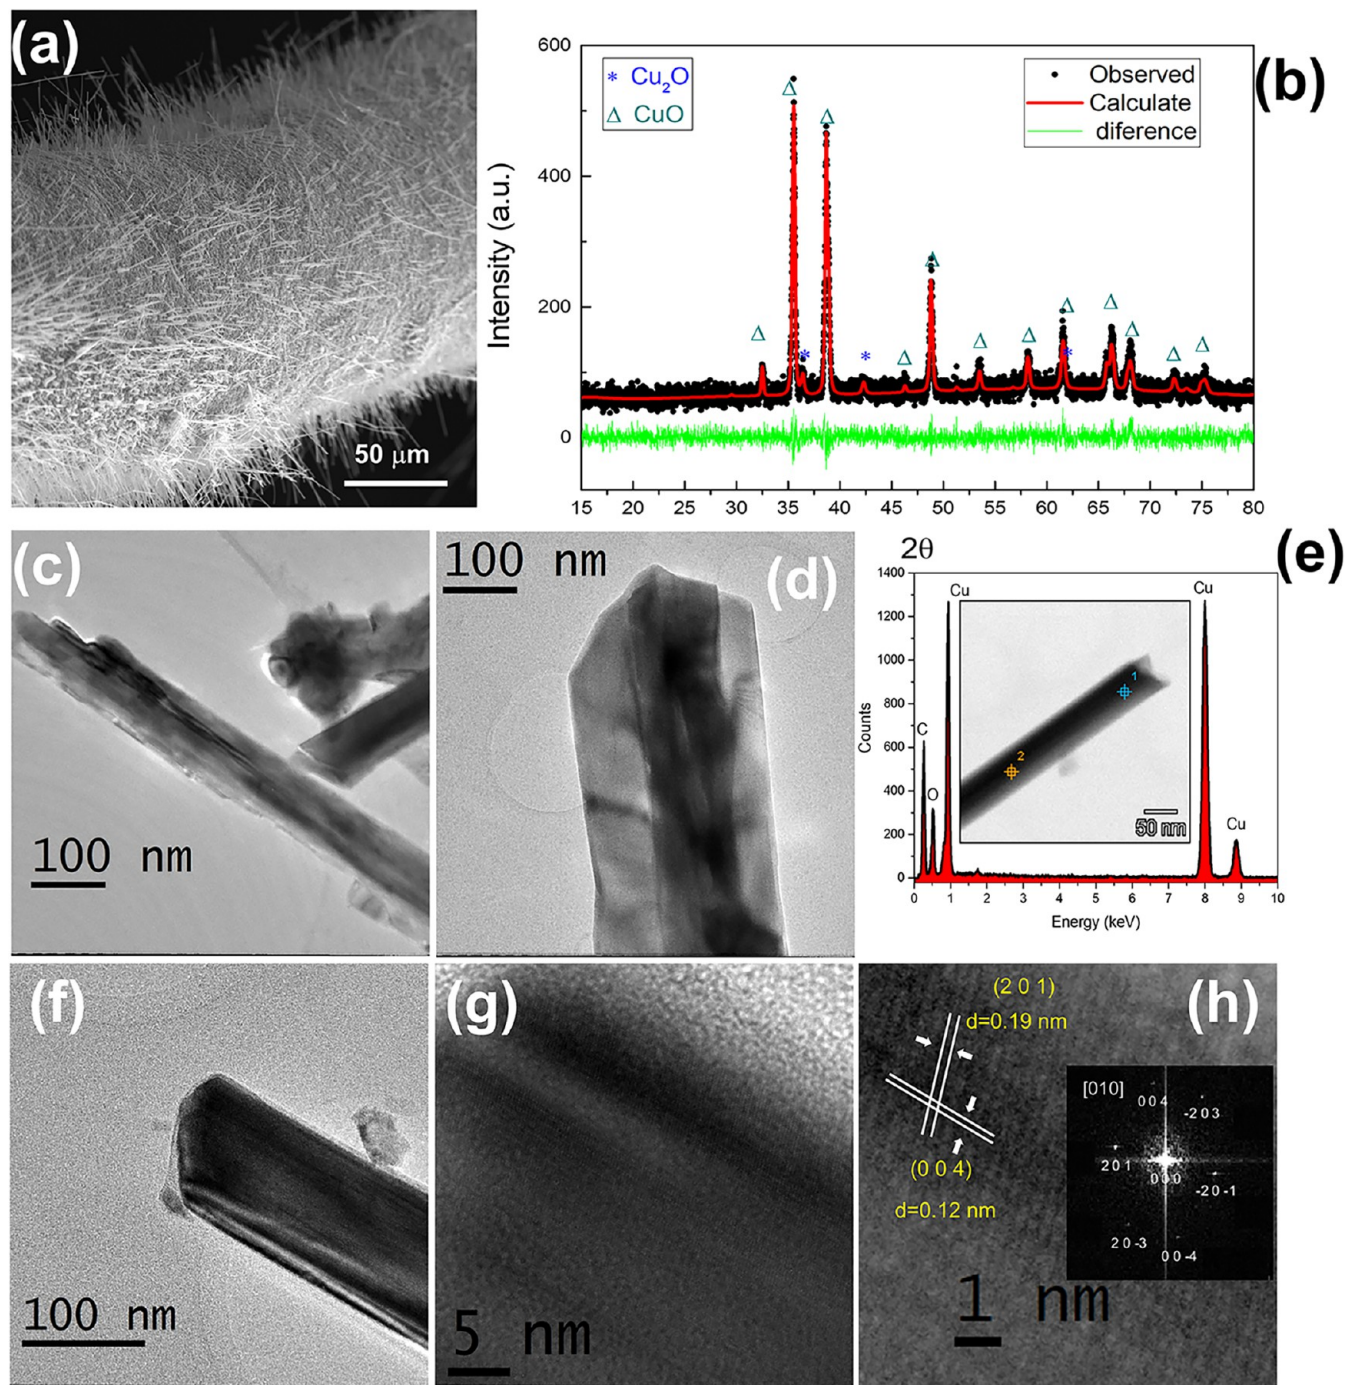 (a)
50 μm
(b)
600
400
200
0
Intensity (a.u.)
* Cu₂O
Δ CuO
Observed
Calculate
diference
15 20 25 30 35 40 45 50 55 60 65 70 75 80
2θ
(c)
100 nm
(d)
100 nm
(e)
1400
1200
1000
800
600
400
200
0
Counts
C
O
Cu
Cu
Cu
1
2
50 nm
0 1 2 3 4 5 6 7 8 9 10
Energy (keV)
(f)
100 nm
(g)
5 nm
(h)
(2 0 1)
d=0.19 nm
(0 0 4)
d=0.12 nm
[010]
0 0 4
-2 0 3
2 0 1
0 0 0
-2 0 -1
2 0 -3
0 0 -4
1 nm